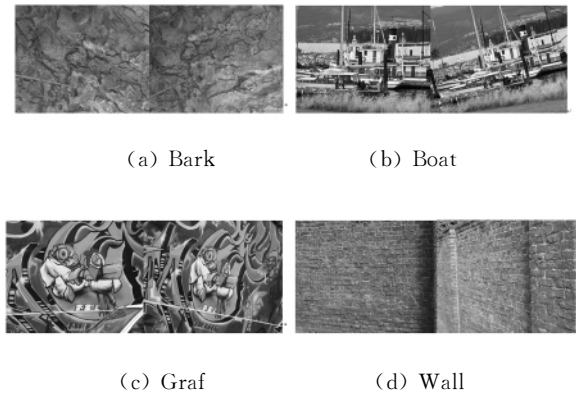 （a）Bark
（b）Boat
（c）Graf
（d）Wall